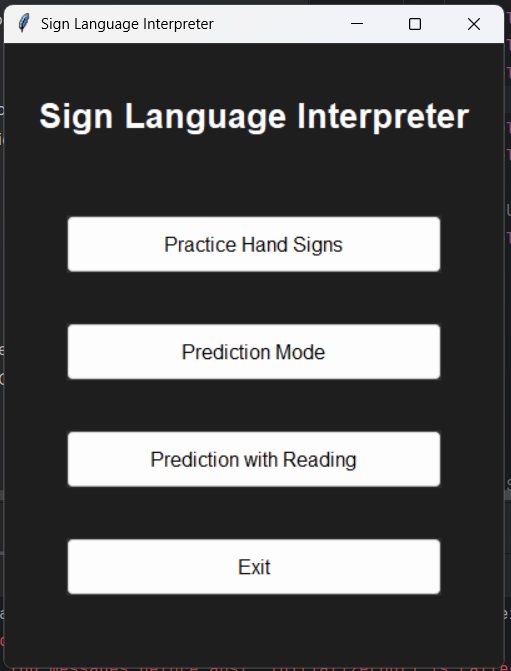 Sign Language Interpreter
Sign Language Interpreter
Practice Hand Signs
Prediction Mode
Prediction with Reading
Exit